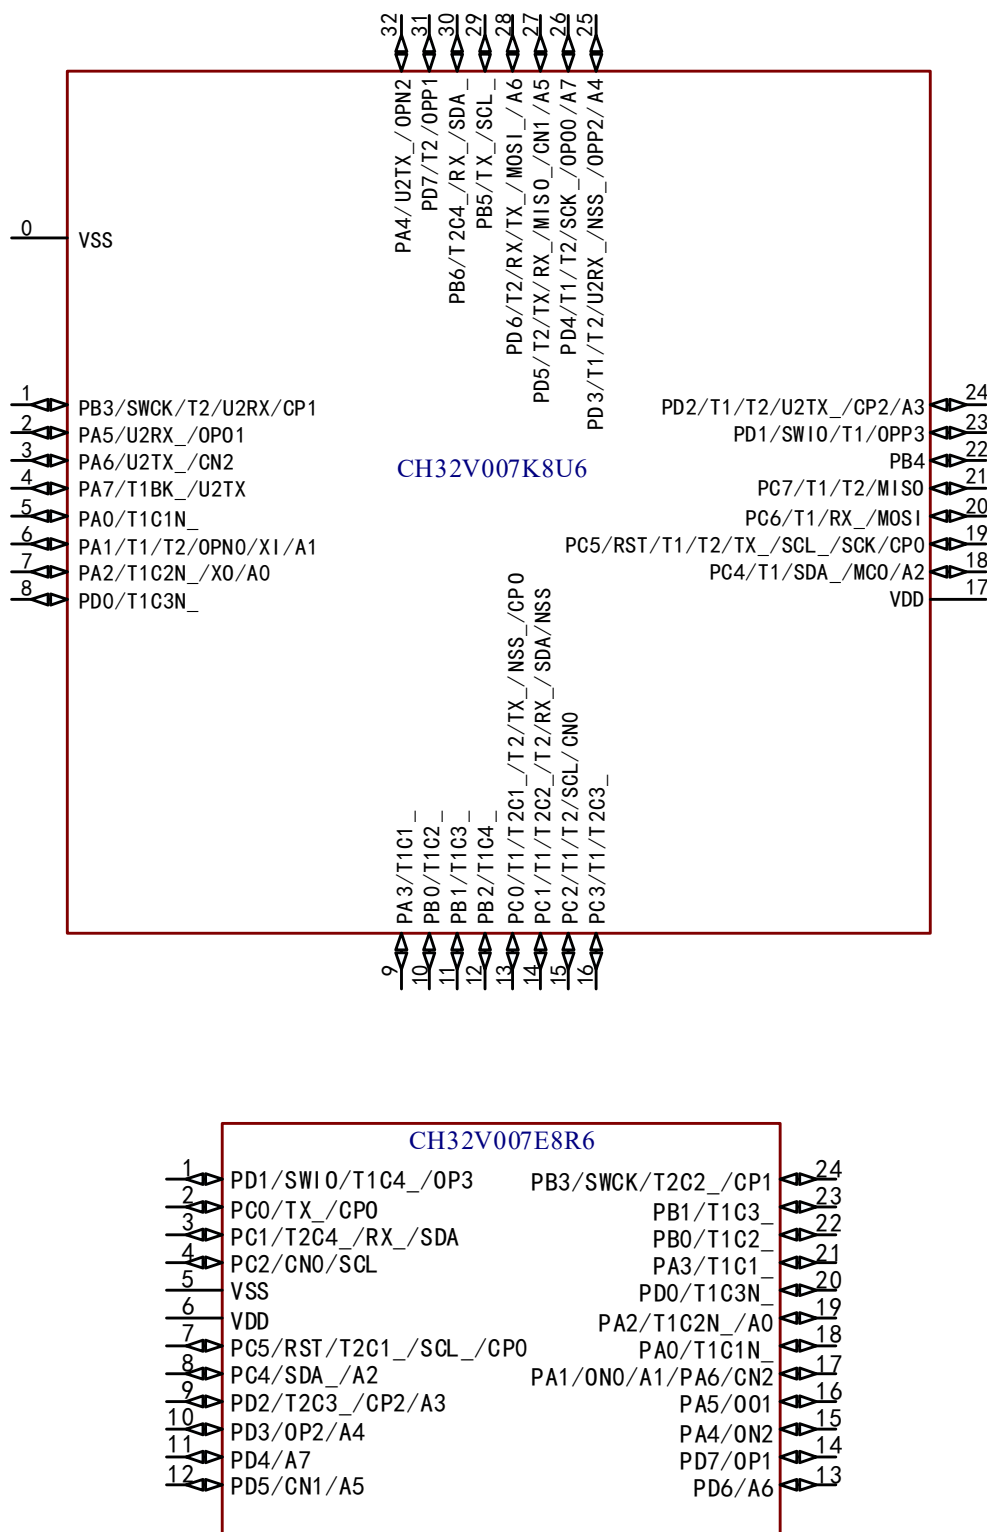 32 31 30 29 28 27 26 25
PA4/U2TX_/OPN2
PD7/T2/OPP1
PB6/T2C4_/RX_/SDA_
PB5/TX_/SCL_
PD6/T2/RX/TX_/MOSI_/A6
PD5/T2/TX/RX_/MISO_/CN1/A5
PD4/T1/T2/SCK_/OPO0/A7
PD3/T1/T2/U2RX_/NSS_/OPP2/A4
0 VSS
1 PB3/SWCK/T2/U2RX/CP1
2 PA5/U2RX_/OPO1
3 PA6/U2TX_/CN2
4 PA7/T1BK_/U2TX
5 PA0/T1C1N_
6 PA1/T1/T2/OPN0/XI/A1
7 PA2/T1C2N_/XO/A0
8 PD0/T1C3N_
CH32V007K8U6
PD2/T1/T2/U2TX_/CP2/A3 24
PD1/SWIO/T1/OPP3 23
PB4 22
PC7/T1/T2/MISO 21
PC6/T1/RX_/MOSI 20
PC5/RST/T1/T2/TX_/SCL_/SCK/CPO 19
PC4/T1/SDA_/MCO/A2 18
VDD 17
PA3/T1C1_
PB0/T1C2_
PB1/T1C3_
PB2/T1C4_
PC0/T1/T2C1_/T2/TX_/NSS_/CPO
PC1/T1/T2C2_/T2/RX_/SDA/NSS
PC2/T1/T2/SCL/CN0
PC3/T1/T2C3_
9 10 11 12 13 14 15 16
CH32V007E8R6
1 PD1/SWIO/T1C4_/OP3
2 PC0/TX_/CPO
3 PC1/T2C4_/RX_/SDA
4 PC2/CN0/SCL
5 VSS
6 VDD
7 PC5/RST/T2C1_/SCL_/CP0
8 PC4/SDA_/A2
9 PD2/T2C3_/CP2/A3
10 PD3/OP2/A4
11 PD4/A7
12 PD5/CN1/A5
PB3/SWCK/T2C2_/CP1 24
PB1/T1C3_ 23
PB0/T1C2_ 22
PA3/T1C1_ 21
PD0/T1C3N_ 20
PA2/T1C2N_/A0 19
PA0/T1C1N_ 18
PA1/ON0/A1/PA6/CN2 17
PA5/OO1 16
PA4/ON2 15
PD7/OP1 14
PD6/A6 13